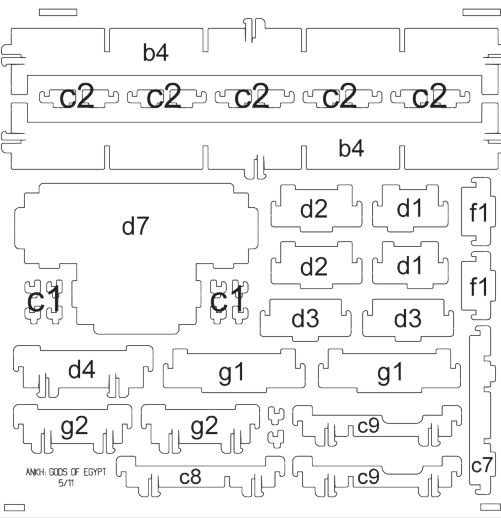 b4
c2 c2 c2 c2 c2
b4
d7
d2 d1 f1
d2 d1
c1 c1 f1
d3 d3
d4 g1 g1
g2 g2 c9
c7
ANKH: GODS OF EGYPT
5/11
c8 c9